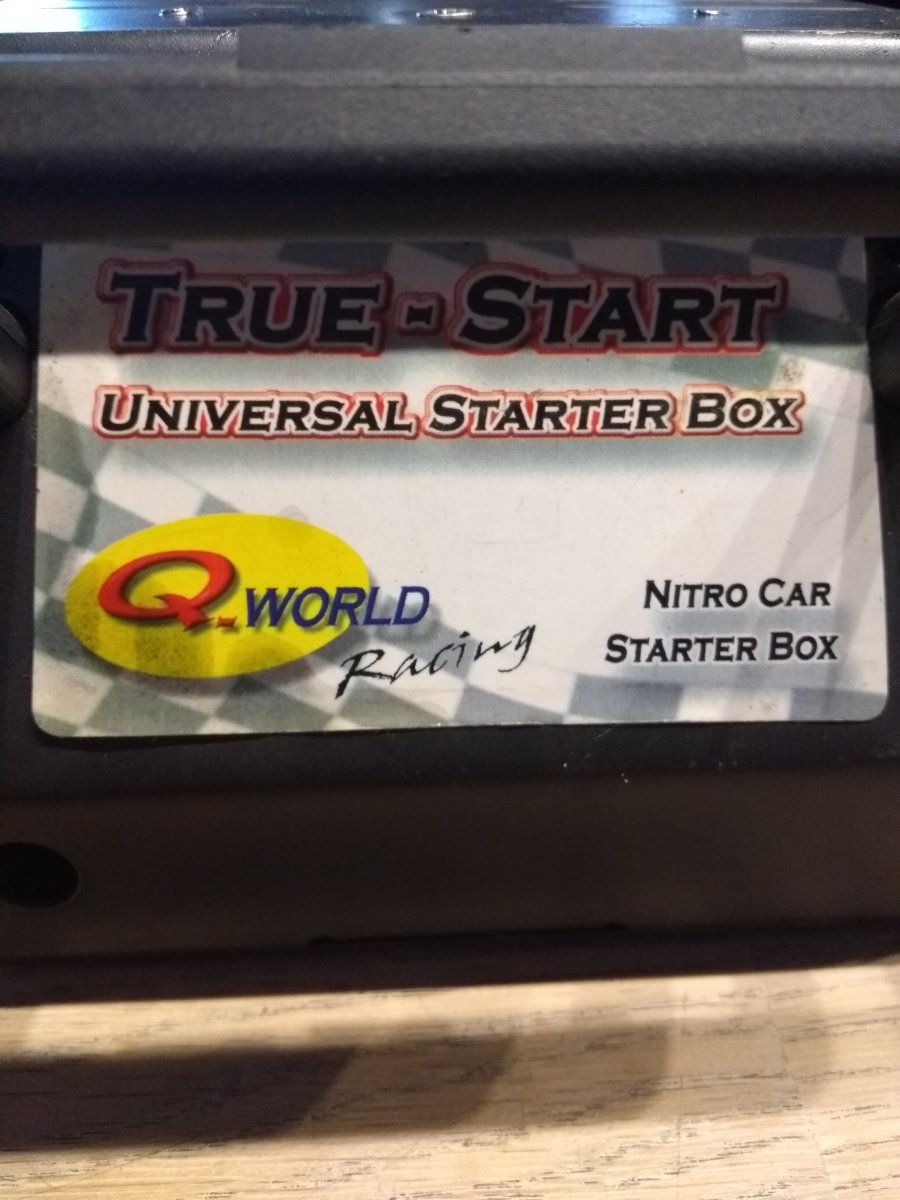 TRUE - START
UNIVERSAL STARTER BOX
Q-WORLD
Racing
NITRO CAR
STARTER BOX